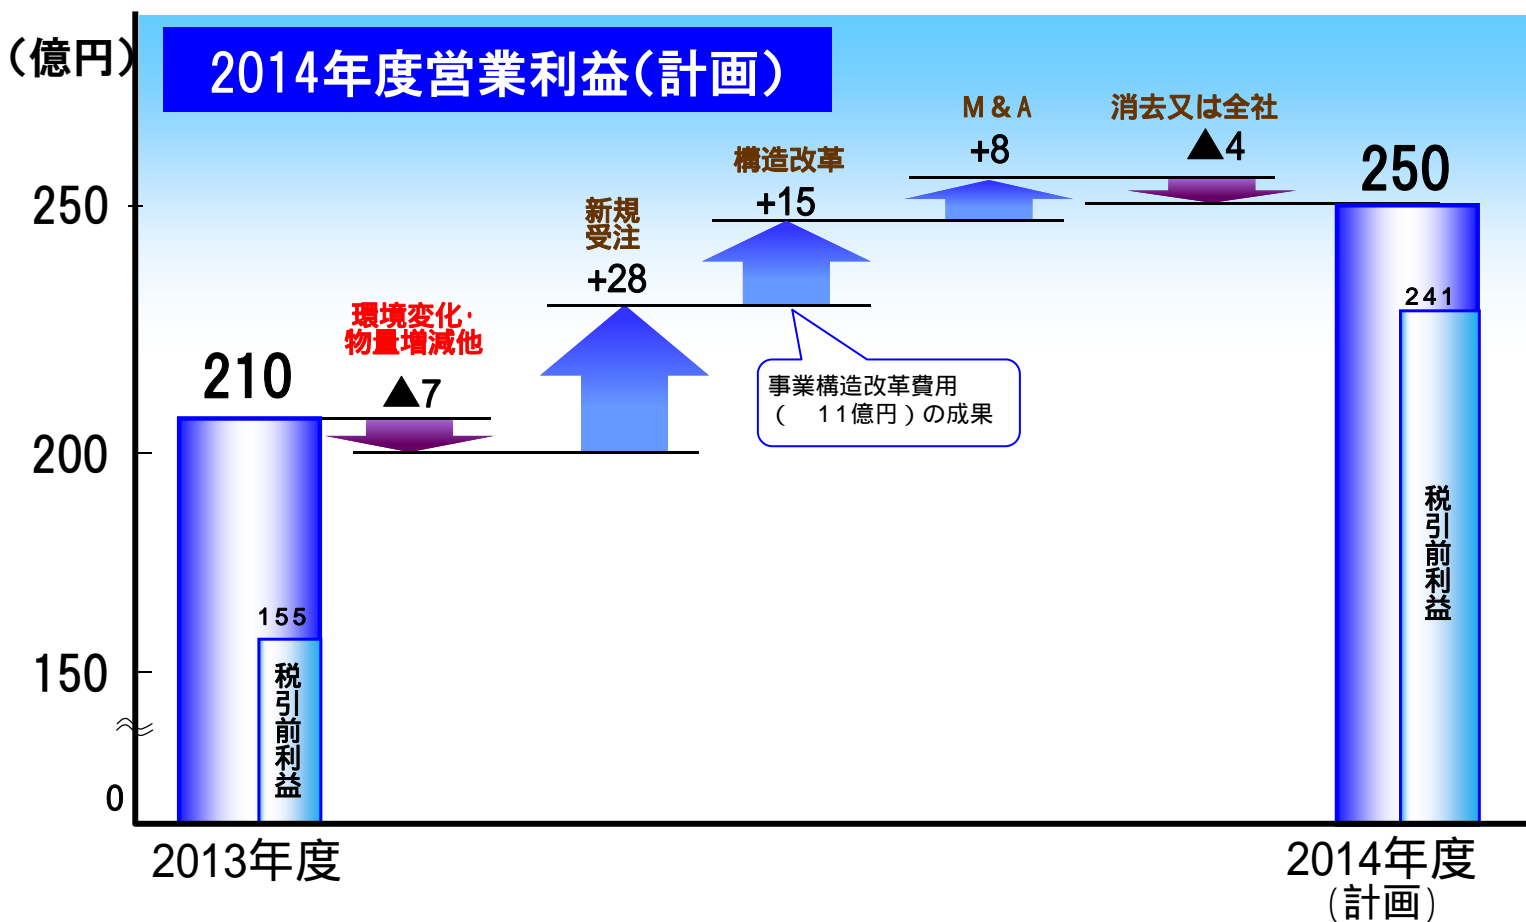 （億円）
2014年度営業利益（計画）
M＆A
+8
消去又は全社
▲4
構造改革
+15
250
250
新規
受注
+28
環境変化・
物量増減他
▲7
210
241
事業構造改革費用
（　11億円）の成果
200
税引前利益
155
150
税引前利益
0
2013年度
2014年度
（計画）